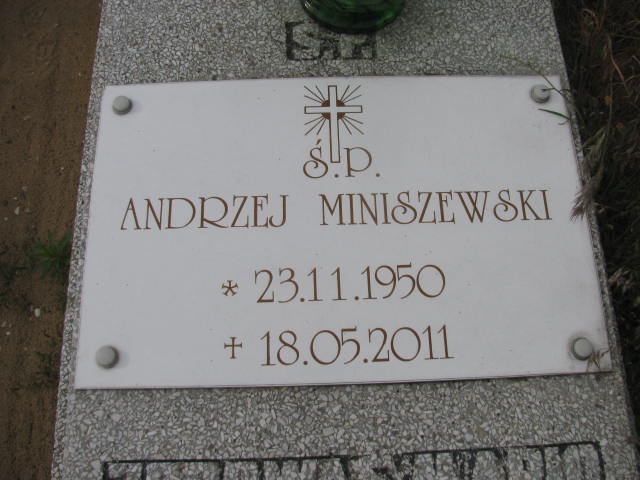 Ś.P.
ANDRZEJ MINISZEWSKI
* 23.11.1950
+ 18.05.2011